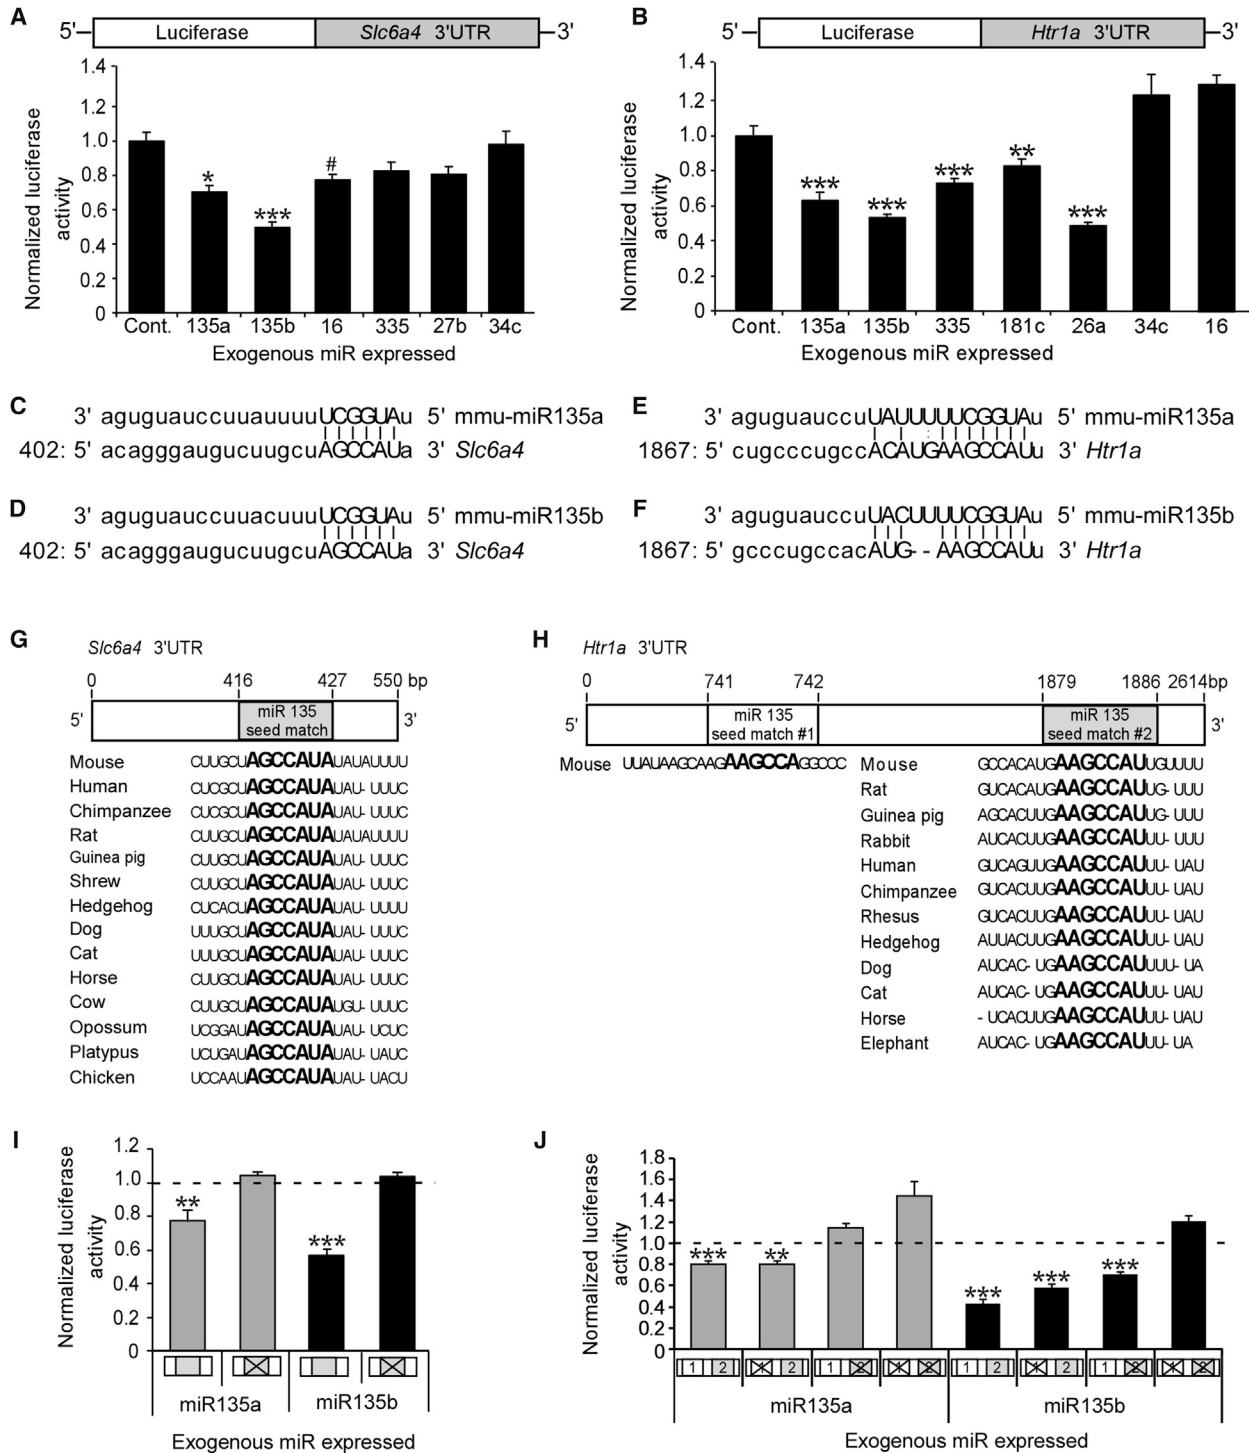 A
5'
Luciferase
Slc6a4 3'UTR
3'
Normalized luciferase
activity
1.4
1.2
1.0
0.8
0.6
0.4
0.2
0
*
***
#
Cont. 135a 135b 16 335 27b 34c
Exogenous miR expressed
B
5'
Luciferase
Htr1a 3'UTR
3'
Normalized luciferase
activity
1.4
1.2
1.0
0.8
0.6
0.4
0.2
0
***
***
***
**
***
Cont. 135a 135b 335 181c 26a 34c 16
Exogenous miR expressed
C
3' aguguauccuuauuuuUCGGUAu 5' mmu-miR135a
402: 5' acagggaugucuugcuAGCCAUa 3' Slc6a4
D
3' aguguauccuuacuuuUCGGUAu 5' mmu-miR135b
402: 5' acagggaugucuugcuAGCCAUa 3' Slc6a4
E
3' aguguauccuUAUUUUUCGGUAu 5' mmu-miR135a
1867: 5' cugcccugccACAUGAAGCCAUu 3' Htr1a
F
3' aguguauccuUACUUUUCGGUAu 5' mmu-miR135b
1867: 5' gcccugccacAUG--AAGCCAUu 3' Htr1a
G
Slc6a4 3'UTR
0 416 427 550 bp
5'
miR 135
seed match
3'
Mouse CUUGCUAGCCAUAUAUAUUUU
Human CUCGCUAGCCAUAUAU-UUUC
Chimpanzee CUCGCUAGCCAUAUAU-UUUC
Rat CUUGCUAGCCAUAUAUAUUUU
Guinea pig CUUGCUAGCCAUAUAU-UUUC
Shrew CUUGCUAGCCAUAUAU-UUUC
Hedgehog CUCACUAGCCAUAUAU-UUUU
Dog UUUGCUAGCCAUAUAU-UUUC
Cat UUUGCUAGCCAUAUAU-UUUC
Horse CUUGCUAGCCAUAUAU-UUUC
Cow CUUGCUAGCCAUAUGU-UUUC
Opossum UCGGAUAGCCAUAUAU-UCUC
Platypus UCUGAUAGCCAUAUAU-UAUC
Chicken UCCAAUAGCCAUAUAU-UACU
H
Htr1a 3'UTR
0 741 742 1879 1886 2614bp
5'
miR 135
seed match #1
miR 135
seed match #2
3'
Mouse UUAUAAGCAAGAAGCCAGGCCC
Mouse GCCACAUGAAGCCAUUGUUUU
Rat GUCACAUGAAGCCAUUG-UUU
Guinea pig AGCACUUGAAGCCAUUG-UUU
Rabbit AUCACUUGAAGCCAUUU-UUU
Human GUCAGUUGAAGCCAUUU-UAU
Chimpanzee GUCACUUGAAGCCAUUU-UAU
Rhesus GUCACUUGAAGCCAUUU-UAU
Hedgehog AUUACUUGAAGCCAUUU-UAU
Dog AUCAC-UGAAGCCAUUUU-UA
Cat AUCAC-UGAAGCCAUUU-UAU
Horse -UCACUUGAAGCCAUUU-UAU
Elephant AUCAC-UGAAGCCAUUU-UA
I
Normalized luciferase
activity
1.2
1.0
0.8
0.6
0.4
0.2
0
**
***
miR135a miR135b
Exogenous miR expressed
J
Normalized luciferase
activity
1.8
1.6
1.4
1.2
1.0
0.8
0.6
0.4
0.2
0
***
**
***
***
***
1 2 1 2 1 2 1 2 1 2 1 2 1 2 1 2
miR135a miR135b
Exogenous miR expressed